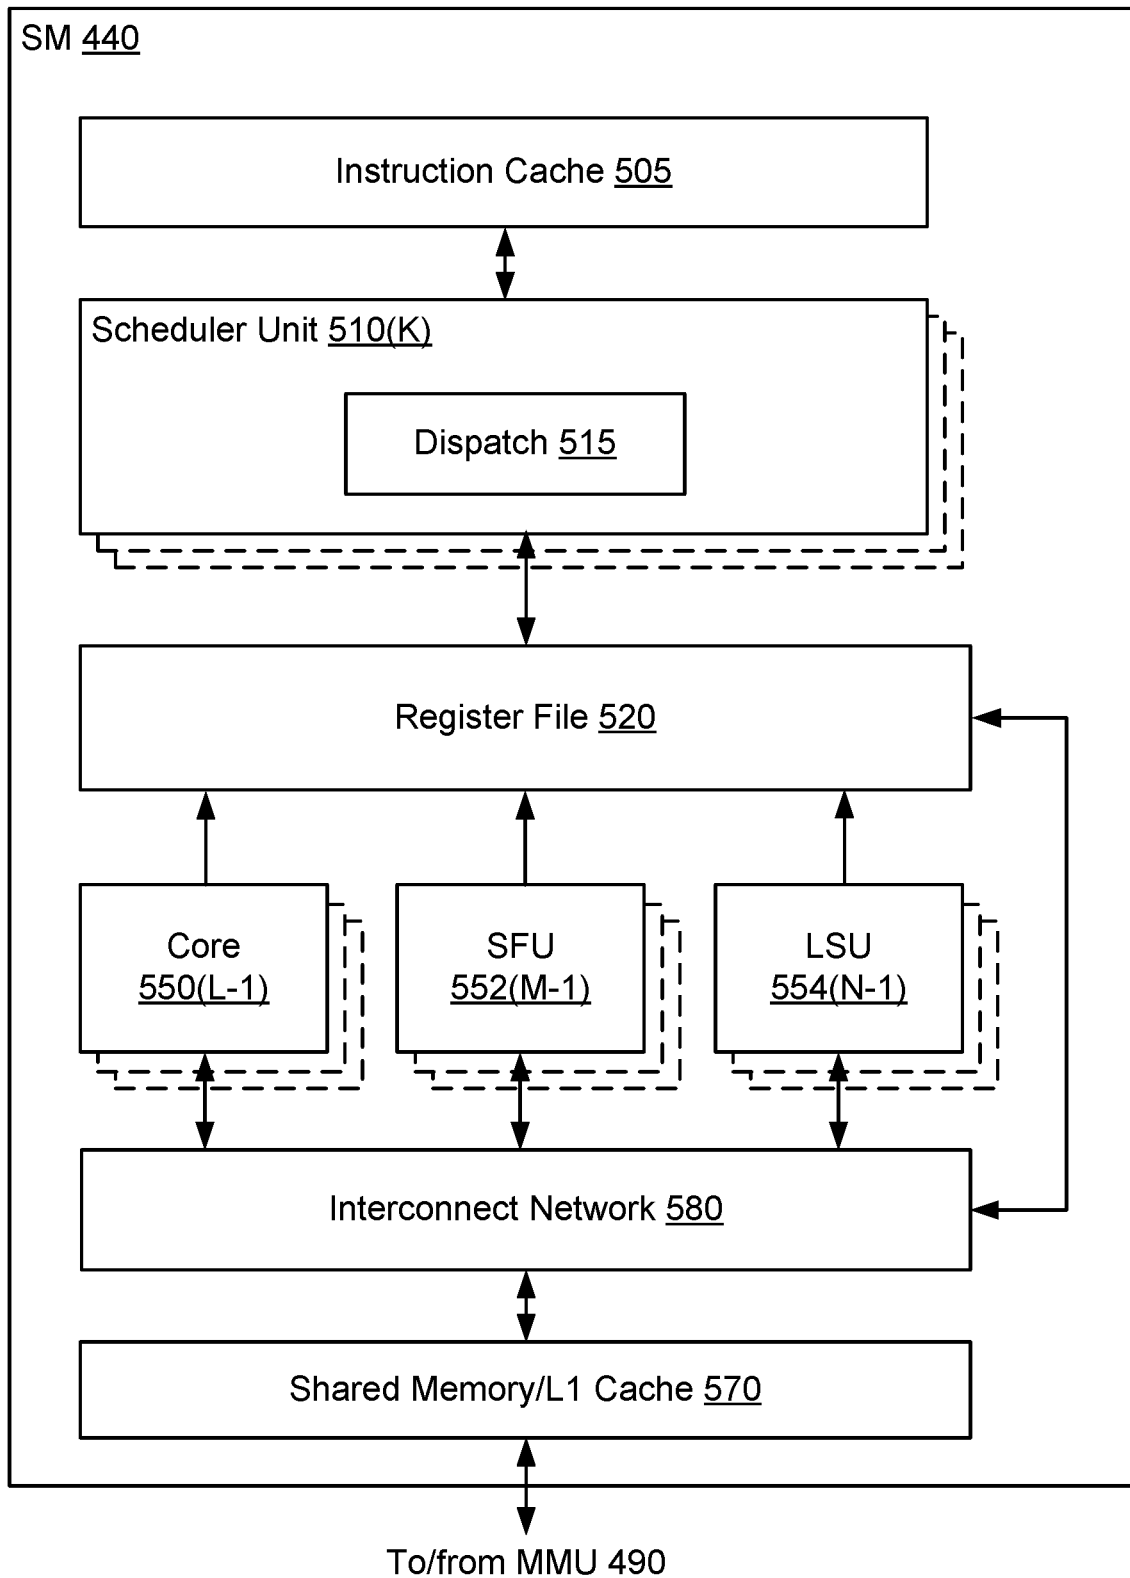 SM 440
Instruction Cache 505
Scheduler Unit 510(K)
Dispatch 515
Register File 520
Core
550(L-1)
SFU
552(M-1)
LSU
554(N-1)
Interconnect Network 580
Shared Memory/L1 Cache 570
To/from MMU 490